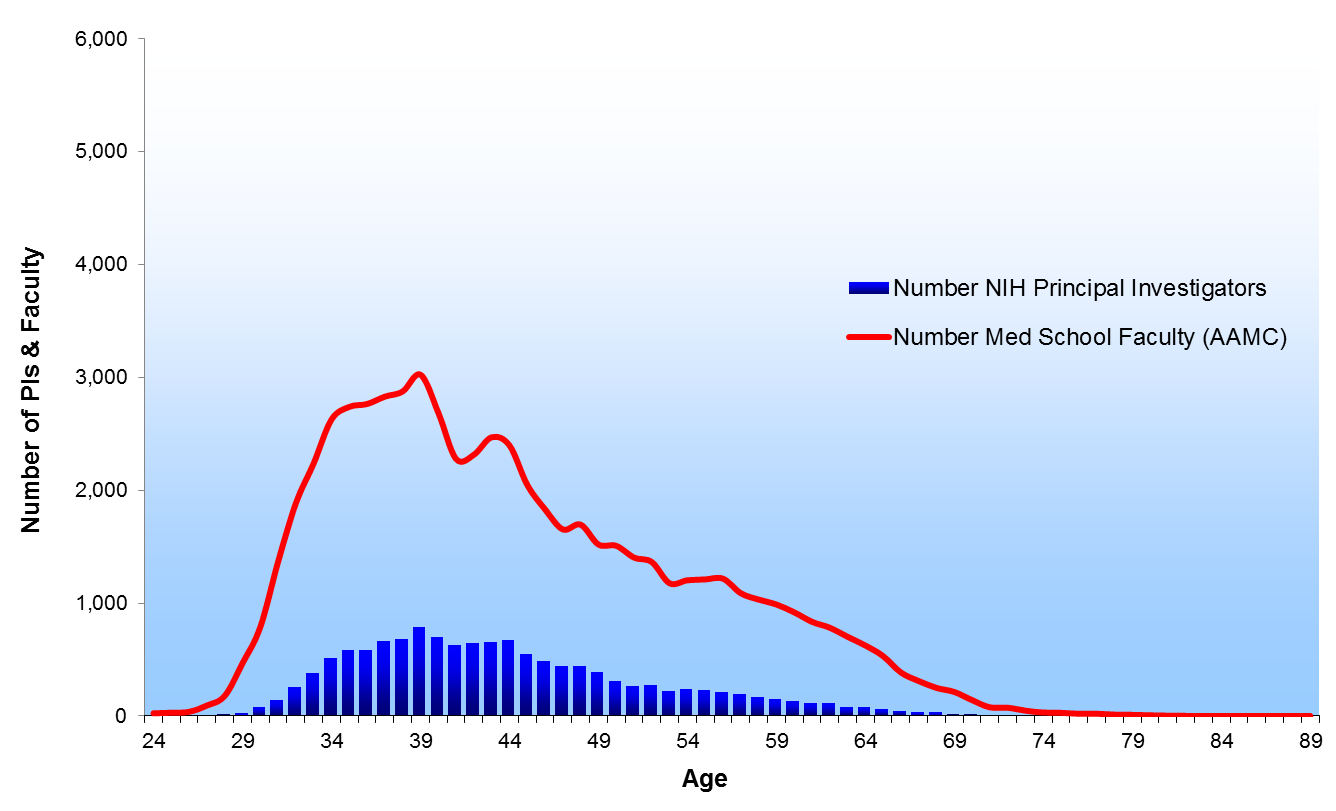 6,000
5,000
4,000
3,000
2,000
1,000
0
Number of PIs & Faculty
Number NIH Principal Investigators
Number Med School Faculty (AAMC)
24 29 34 39 44 49 54 59 64 69 74 79 84 89
Age